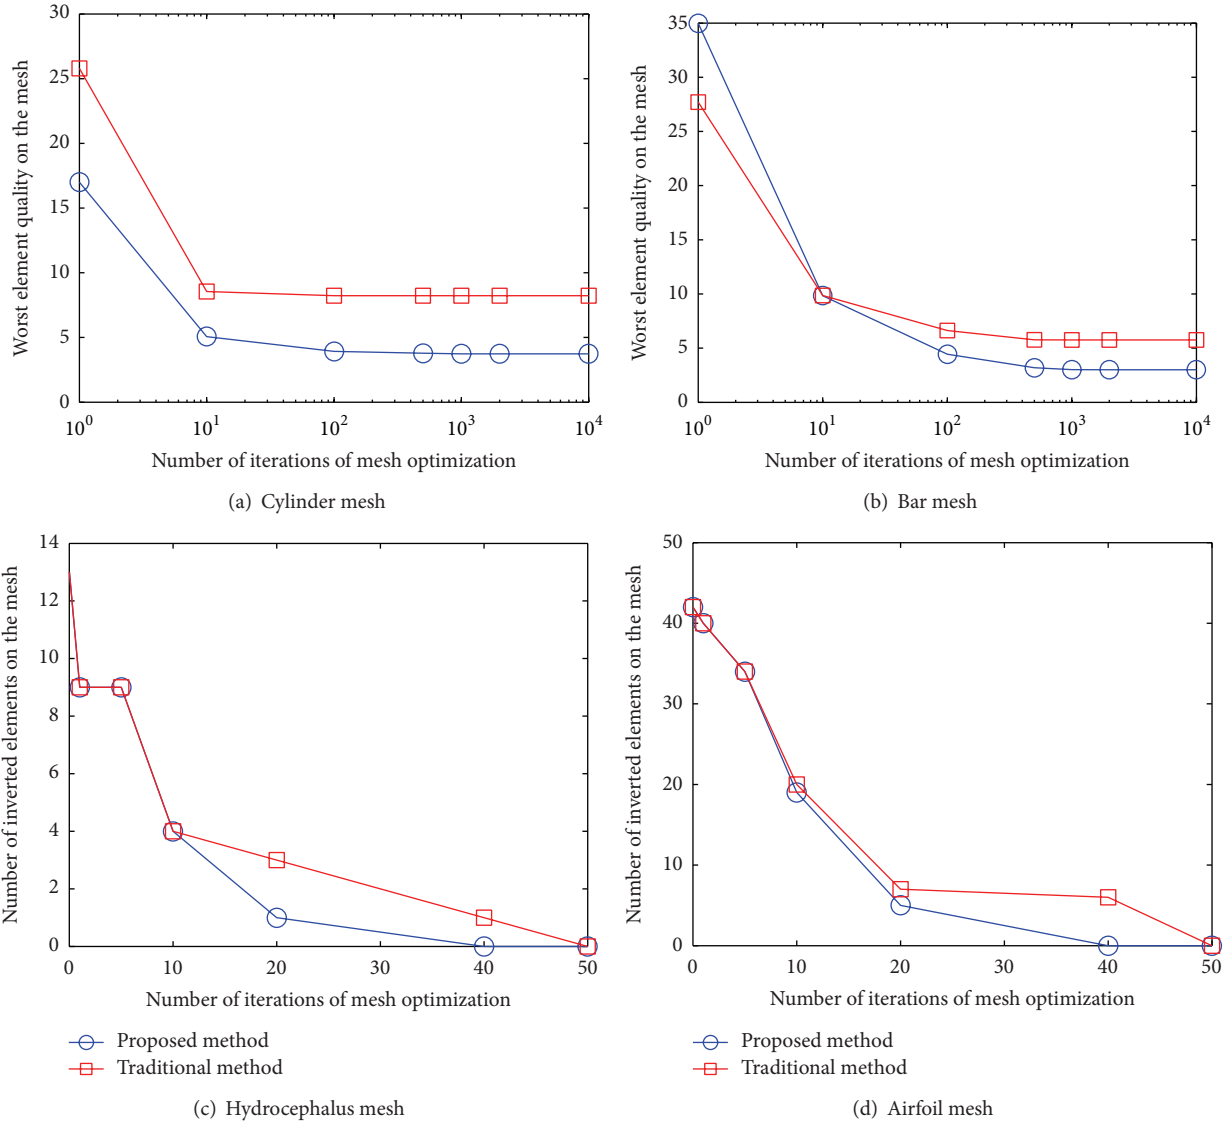 30
25
20
15
10
5
0
Worst element quality on the mesh
10^0 10^1 10^2 10^3 10^4
Number of iterations of mesh optimization
(a) Cylinder mesh
35
30
25
20
15
10
5
0
Worst element quality on the mesh
10^0 10^1 10^2 10^3 10^4
Number of iterations of mesh optimization
(b) Bar mesh
14
12
10
8
6
4
2
0
Number of inverted elements on the mesh
0 10 20 30 40 50
Number of iterations of mesh optimization
Proposed method
Traditional method
(c) Hydrocephalus mesh
50
40
30
20
10
0
Number of inverted elements on the mesh
0 10 20 30 40 50
Number of iterations of mesh optimization
Proposed method
Traditional method
(d) Airfoil mesh